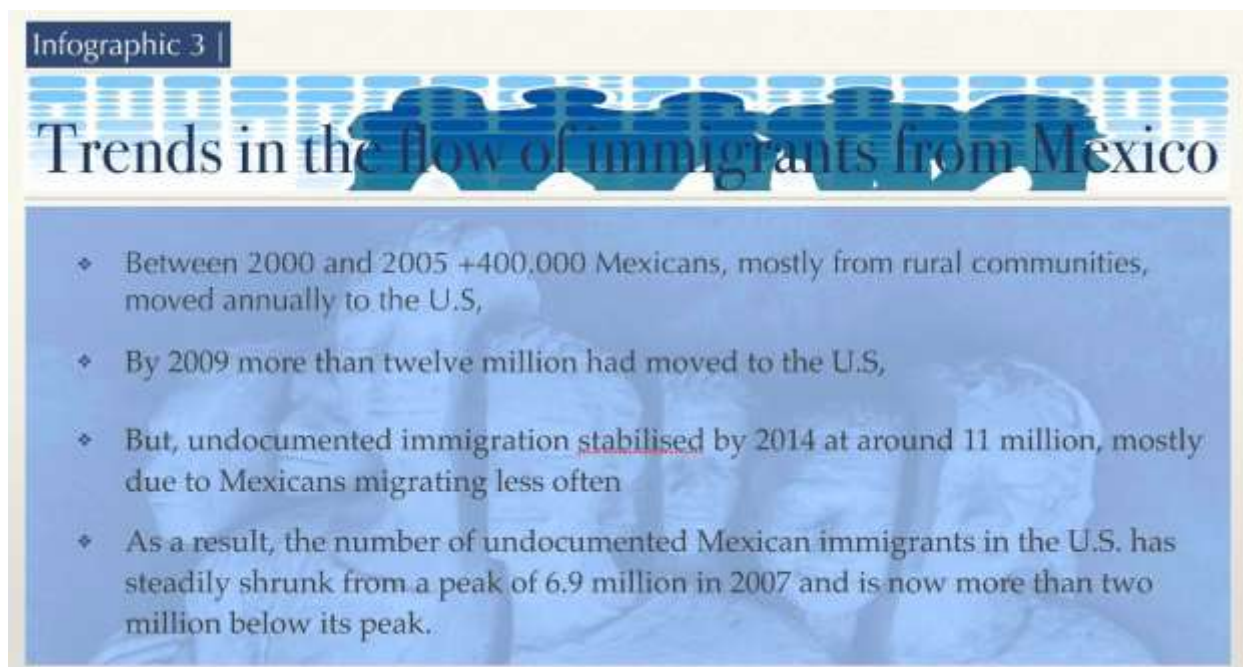 Infographic 3 |
Trends in the flow of immigrants from Mexico
❖ Between 2000 and 2005 +400,000 Mexicans, mostly from rural communities,
moved annually to the U.S,
❖ By 2009 more than twelve million had moved to the U.S,
❖ But, undocumented immigration stabilised by 2014 at around 11 million, mostly
due to Mexicans migrating less often
❖ As a result, the number of undocumented Mexican immigrants in the U.S. has
steadily shrunk from a peak of 6.9 million in 2007 and is now more than two
million below its peak.